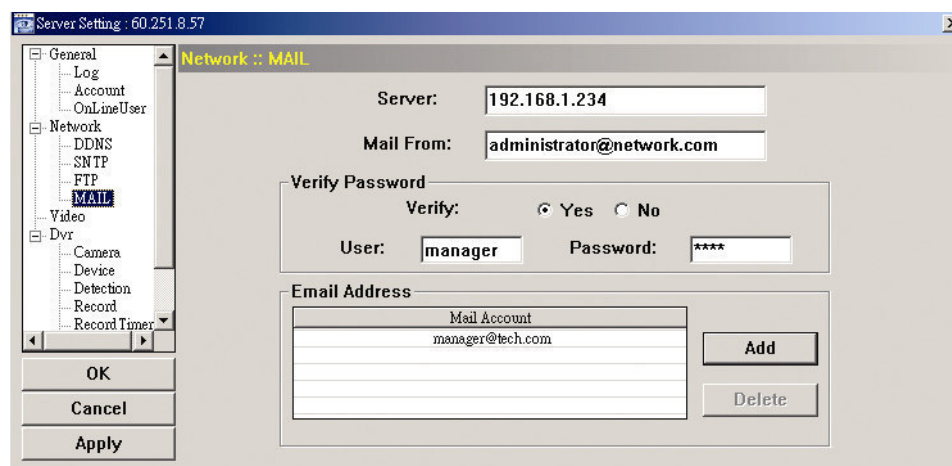 Server Setting : 60.251.8.57
General
Log
Account
OnLineUser
Network
DDNS
SNTP
FTP
MAIL
Video
Dvr
Camera
Device
Detection
Record
Record Timer
OK
Cancel
Apply
Network :: MAIL
Server: 192.168.1.234
Mail From: administrator@network.com
Verify Password
Verify: Yes No
User: manager Password: ****
Email Address
Mail Account
manager@tech.com
Add
Delete